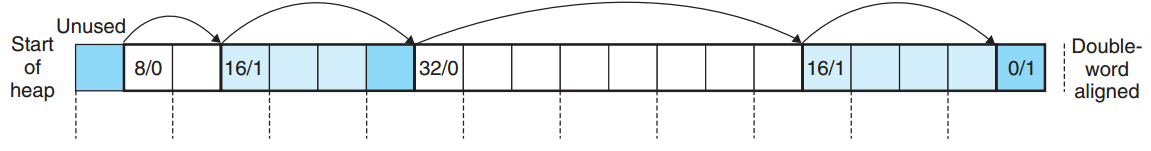 Unused
Start
of
heap
8/0 16/1 32/0 16/1 0/1
Double-
word
aligned